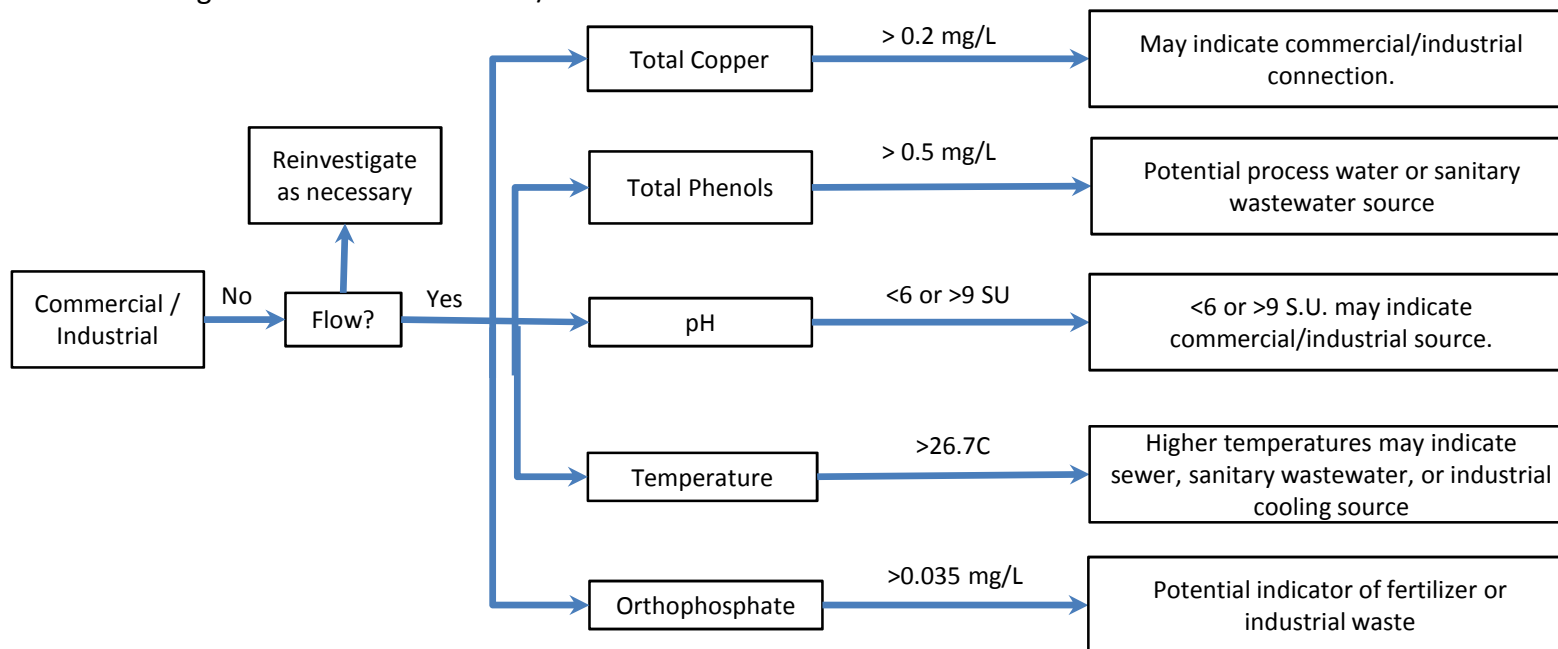 Total Copper
> 0.2 mg/L
May indicate commercial/industrial
connection.
Reinvestigate
as necessary
Total Phenols
> 0.5 mg/L
Potential process water or sanitary
wastewater source
Commercial /
Industrial
No
Flow?
Yes
pH
<6 or >9 SU
<6 or >9 S.U. may indicate
commercial/industrial source.
Temperature
>26.7C
Higher temperatures may indicate
sewer, sanitary wastewater, or industrial
cooling source
Orthophosphate
>0.035 mg/L
Potential indicator of fertilizer or
industrial waste